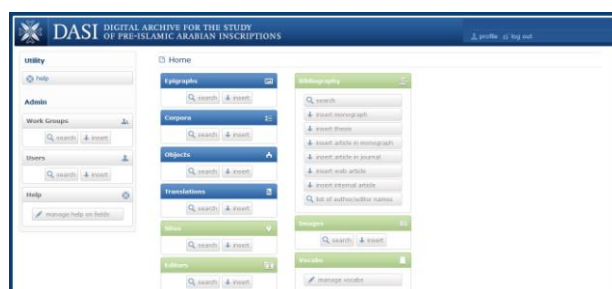 DASI DIGITAL ARCHIVE FOR THE STUDY
OF PRE-ISLAMIC ARABIAN INSCRIPTIONS
profile log out
Utility
help
Admin
Work Groups
search insert
Users
search insert
Help
manage help on fields
Home
Epigraphs
search insert
Corpora
search insert
Objects
search insert
Translations
search insert
Sites
search insert
Editors
search insert
Bibliography
search
insert monograph
insert thesis
insert article in monograph
insert article in journal
insert web article
insert internal article
list of author/editor names
Images
search insert
Vocabs
manage vocabs